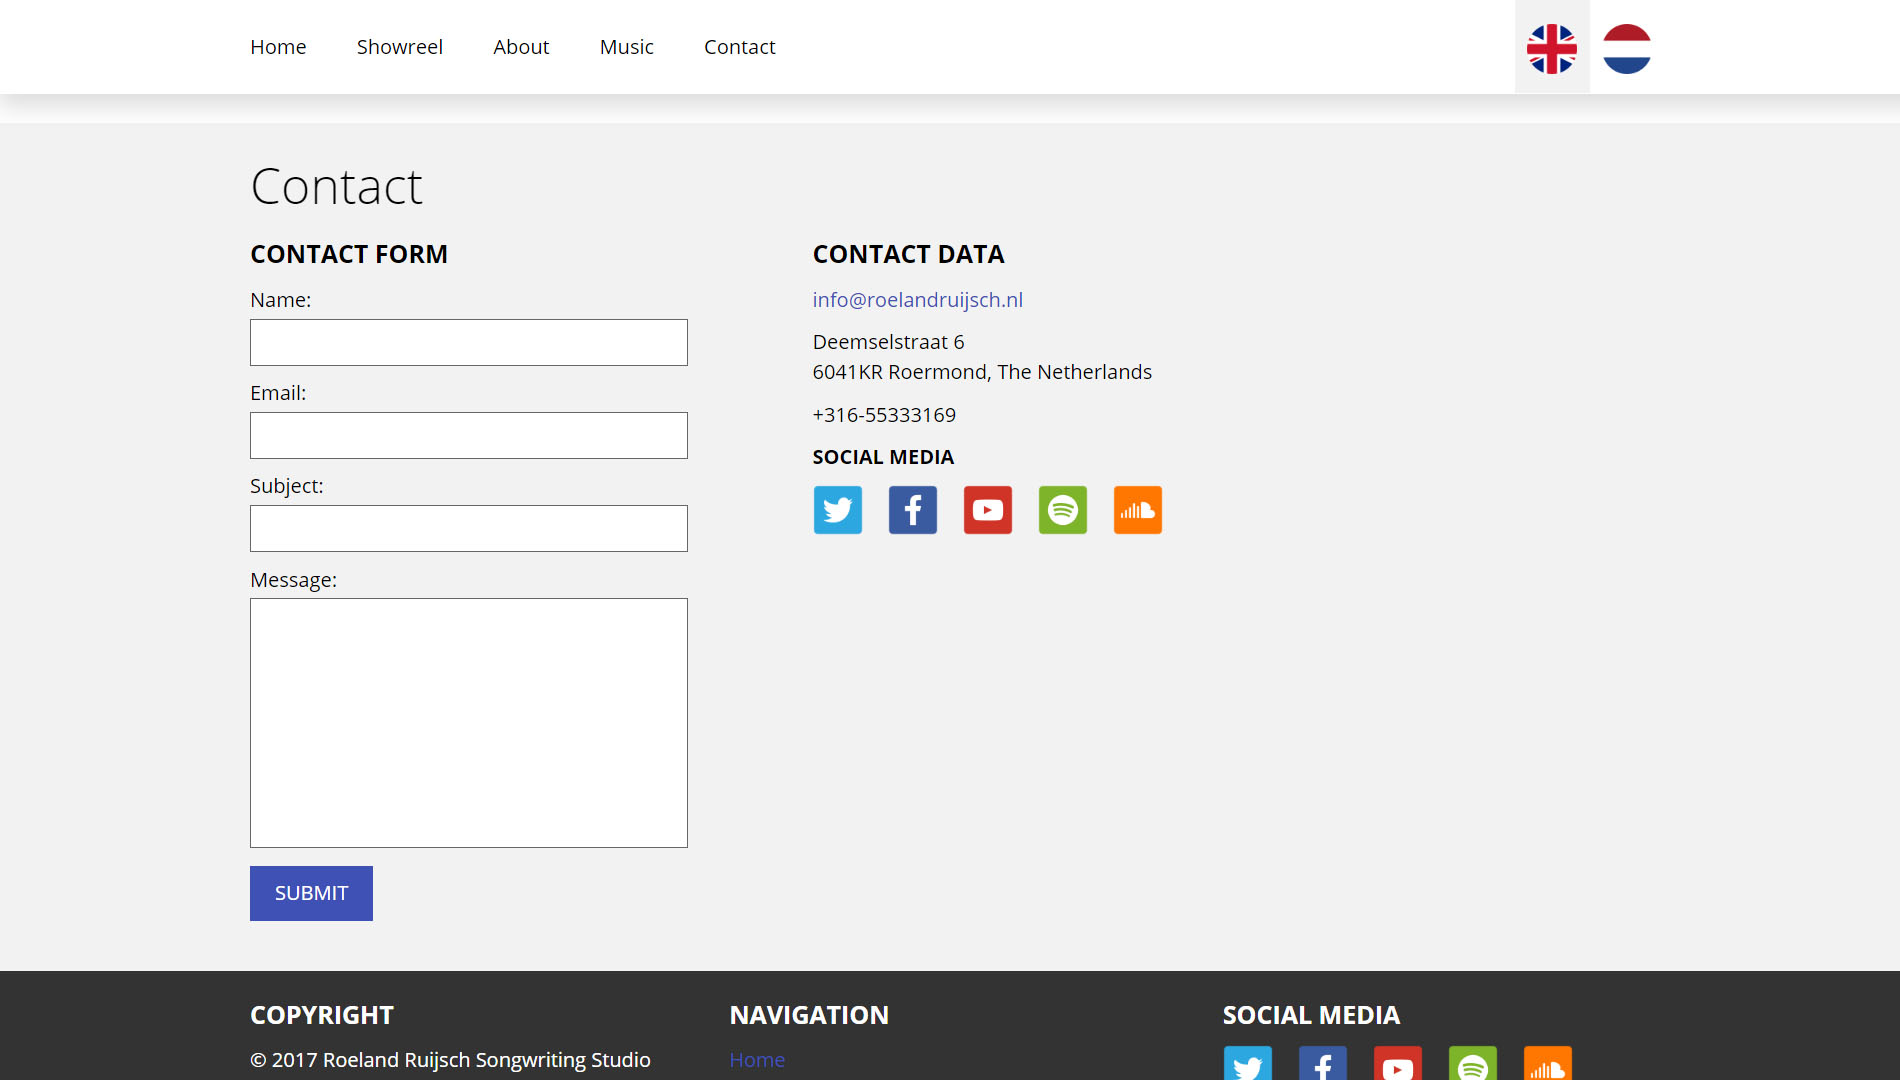 Home Showreel About Music Contact
Contact
CONTACT FORM
Name:
Email:
Subject:
Message:
SUBMIT
CONTACT DATA
info@roelandruijsch.nl
Deemselstraat 6
6041KR Roermond, The Netherlands
+316-55333169
SOCIAL MEDIA
COPYRIGHT
© 2017 Roeland Ruijsch Songwriting Studio
NAVIGATION
Home
SOCIAL MEDIA